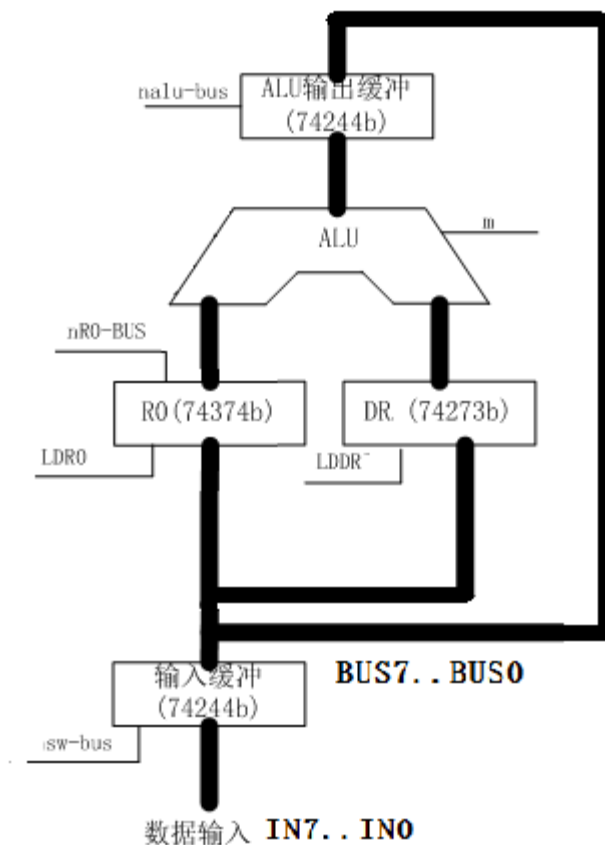 nalu-bus
ALU输出缓冲
(74244b)
ALU
m
nR0-BUS
R0(74374b)
DR (74273b)
LDR0
LDDR
BUS7..BUS0
输入缓冲
(74244b)
sw-bus
数据输入 IN7..IN0